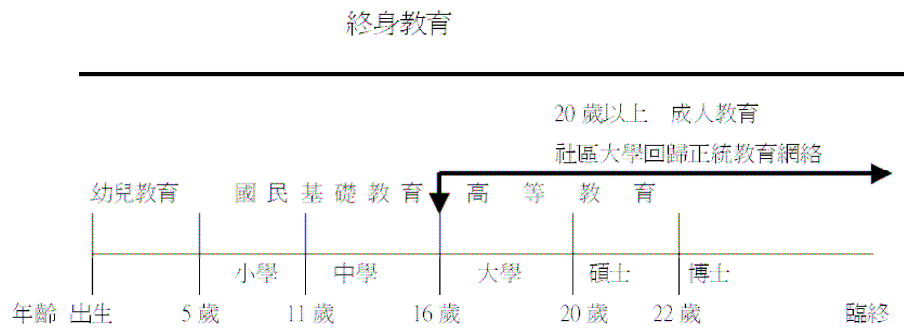 終身教育
20 歲以上 成人教育
社區大學回歸正統教育網絡
幼兒教育 國民基礎教育 高等教育
小學 中學 大學 碩士 博士
年齡 出生 5 歲 11 歲 16 歲 20 歲 22 歲 臨終